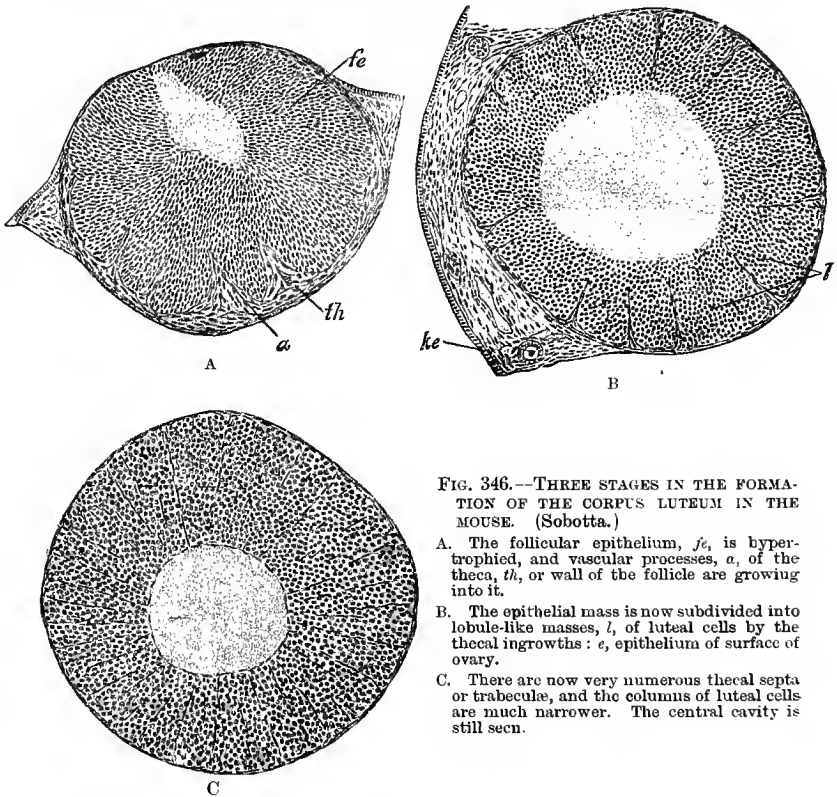 fe
th
a
A
l
ke
B
C
FIG. 346.--THREE STAGES IN THE FORMA-
TION OF THE CORPUS LUTEUM IN THE
MOUSE. (Sobotta.)
A. The follicular epithelium, fe, is hyper-
trophied, and vascular processes, a, of the
theca, th, or wall of the follicle are growing
into it.
B. The epithelial mass is now subdivided into
lobule-like masses, l, of luteal cells by the
thecal ingrowths : e, epithelium of surface of
ovary.
C. There are now very numerous thecal septa
or trabeculæ, and the columns of luteal cells
are much narrower. The central cavity is
still seen.